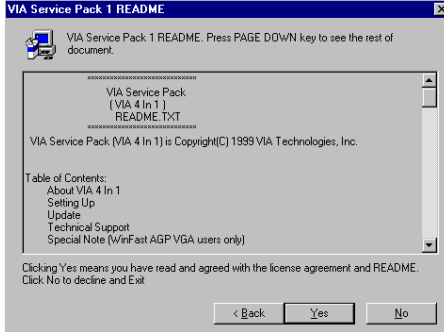 VIA Service Pack 1 README
VIA Service Pack 1 README. Press PAGE DOWN key to see the rest of
document.
xxxxxxxxxxxxxxxxxxxxxxxxxxx
VIA Service Pack
( VIA 4 In 1 )
README.TXT
xxxxxxxxxxxxxxxxxxxxxxxxxxx
VIA Service Pack (VIA 4 In 1) is Copyright(C) 1999 VIA Technologies, Inc.
Table of Contents:
About VIA 4 In 1
Setting Up
Update
Technical Support
Special Note (WinFast AGP VGA users only)
Clicking Yes means you have read and agreed with the license agreement and README.
Click No to decline and Exit
< Back Yes No